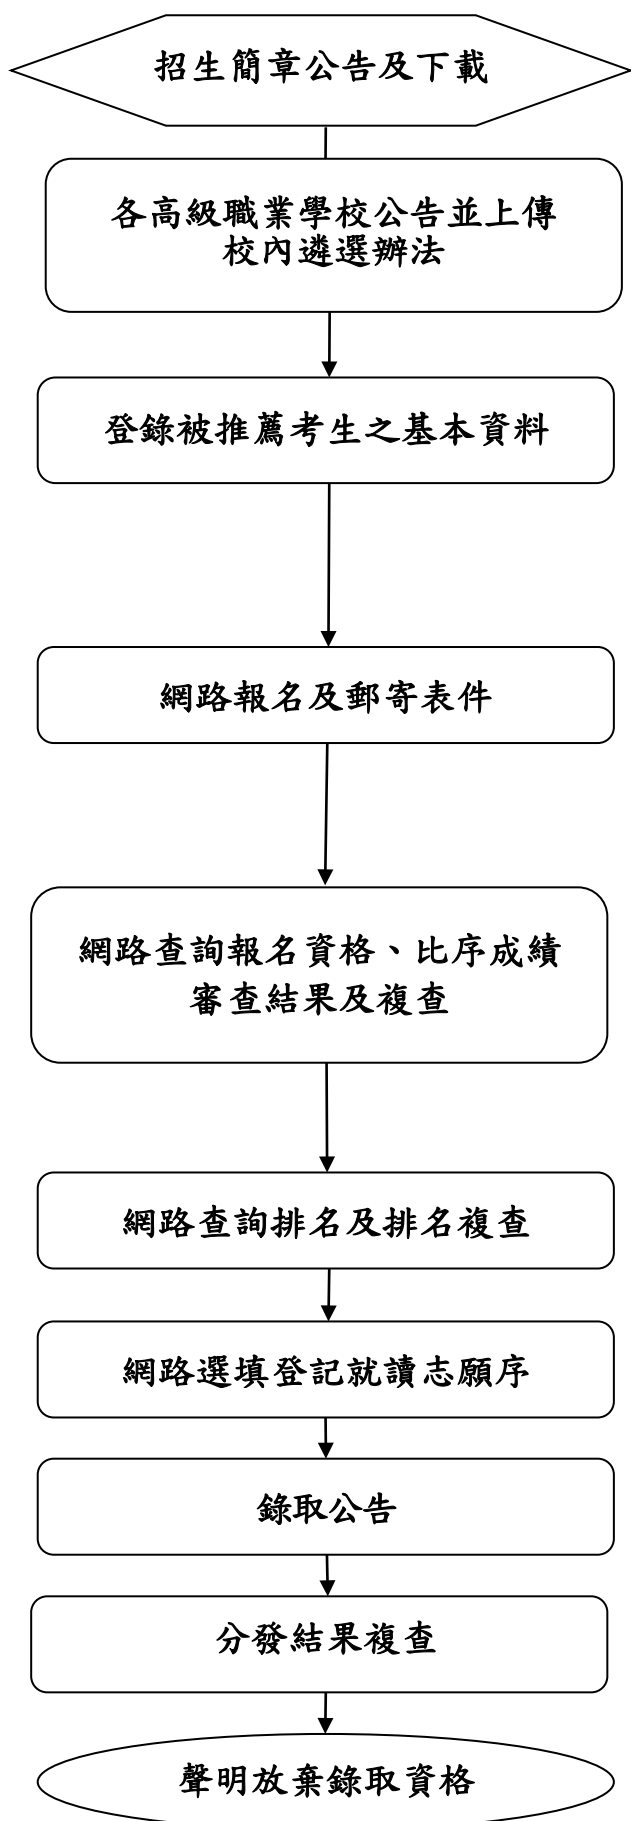 招生簡章公告及下載
各高級職業學校公告並上傳
校內遴選辦法
登錄被推薦考生之基本資料
網路報名及郵寄表件
網路查詢報名資格、比序成績
審查結果及複查
網路查詢排名及排名複查
網路選填登記就讀志願序
錄取公告
分發結果複查
聲明放棄錄取資格